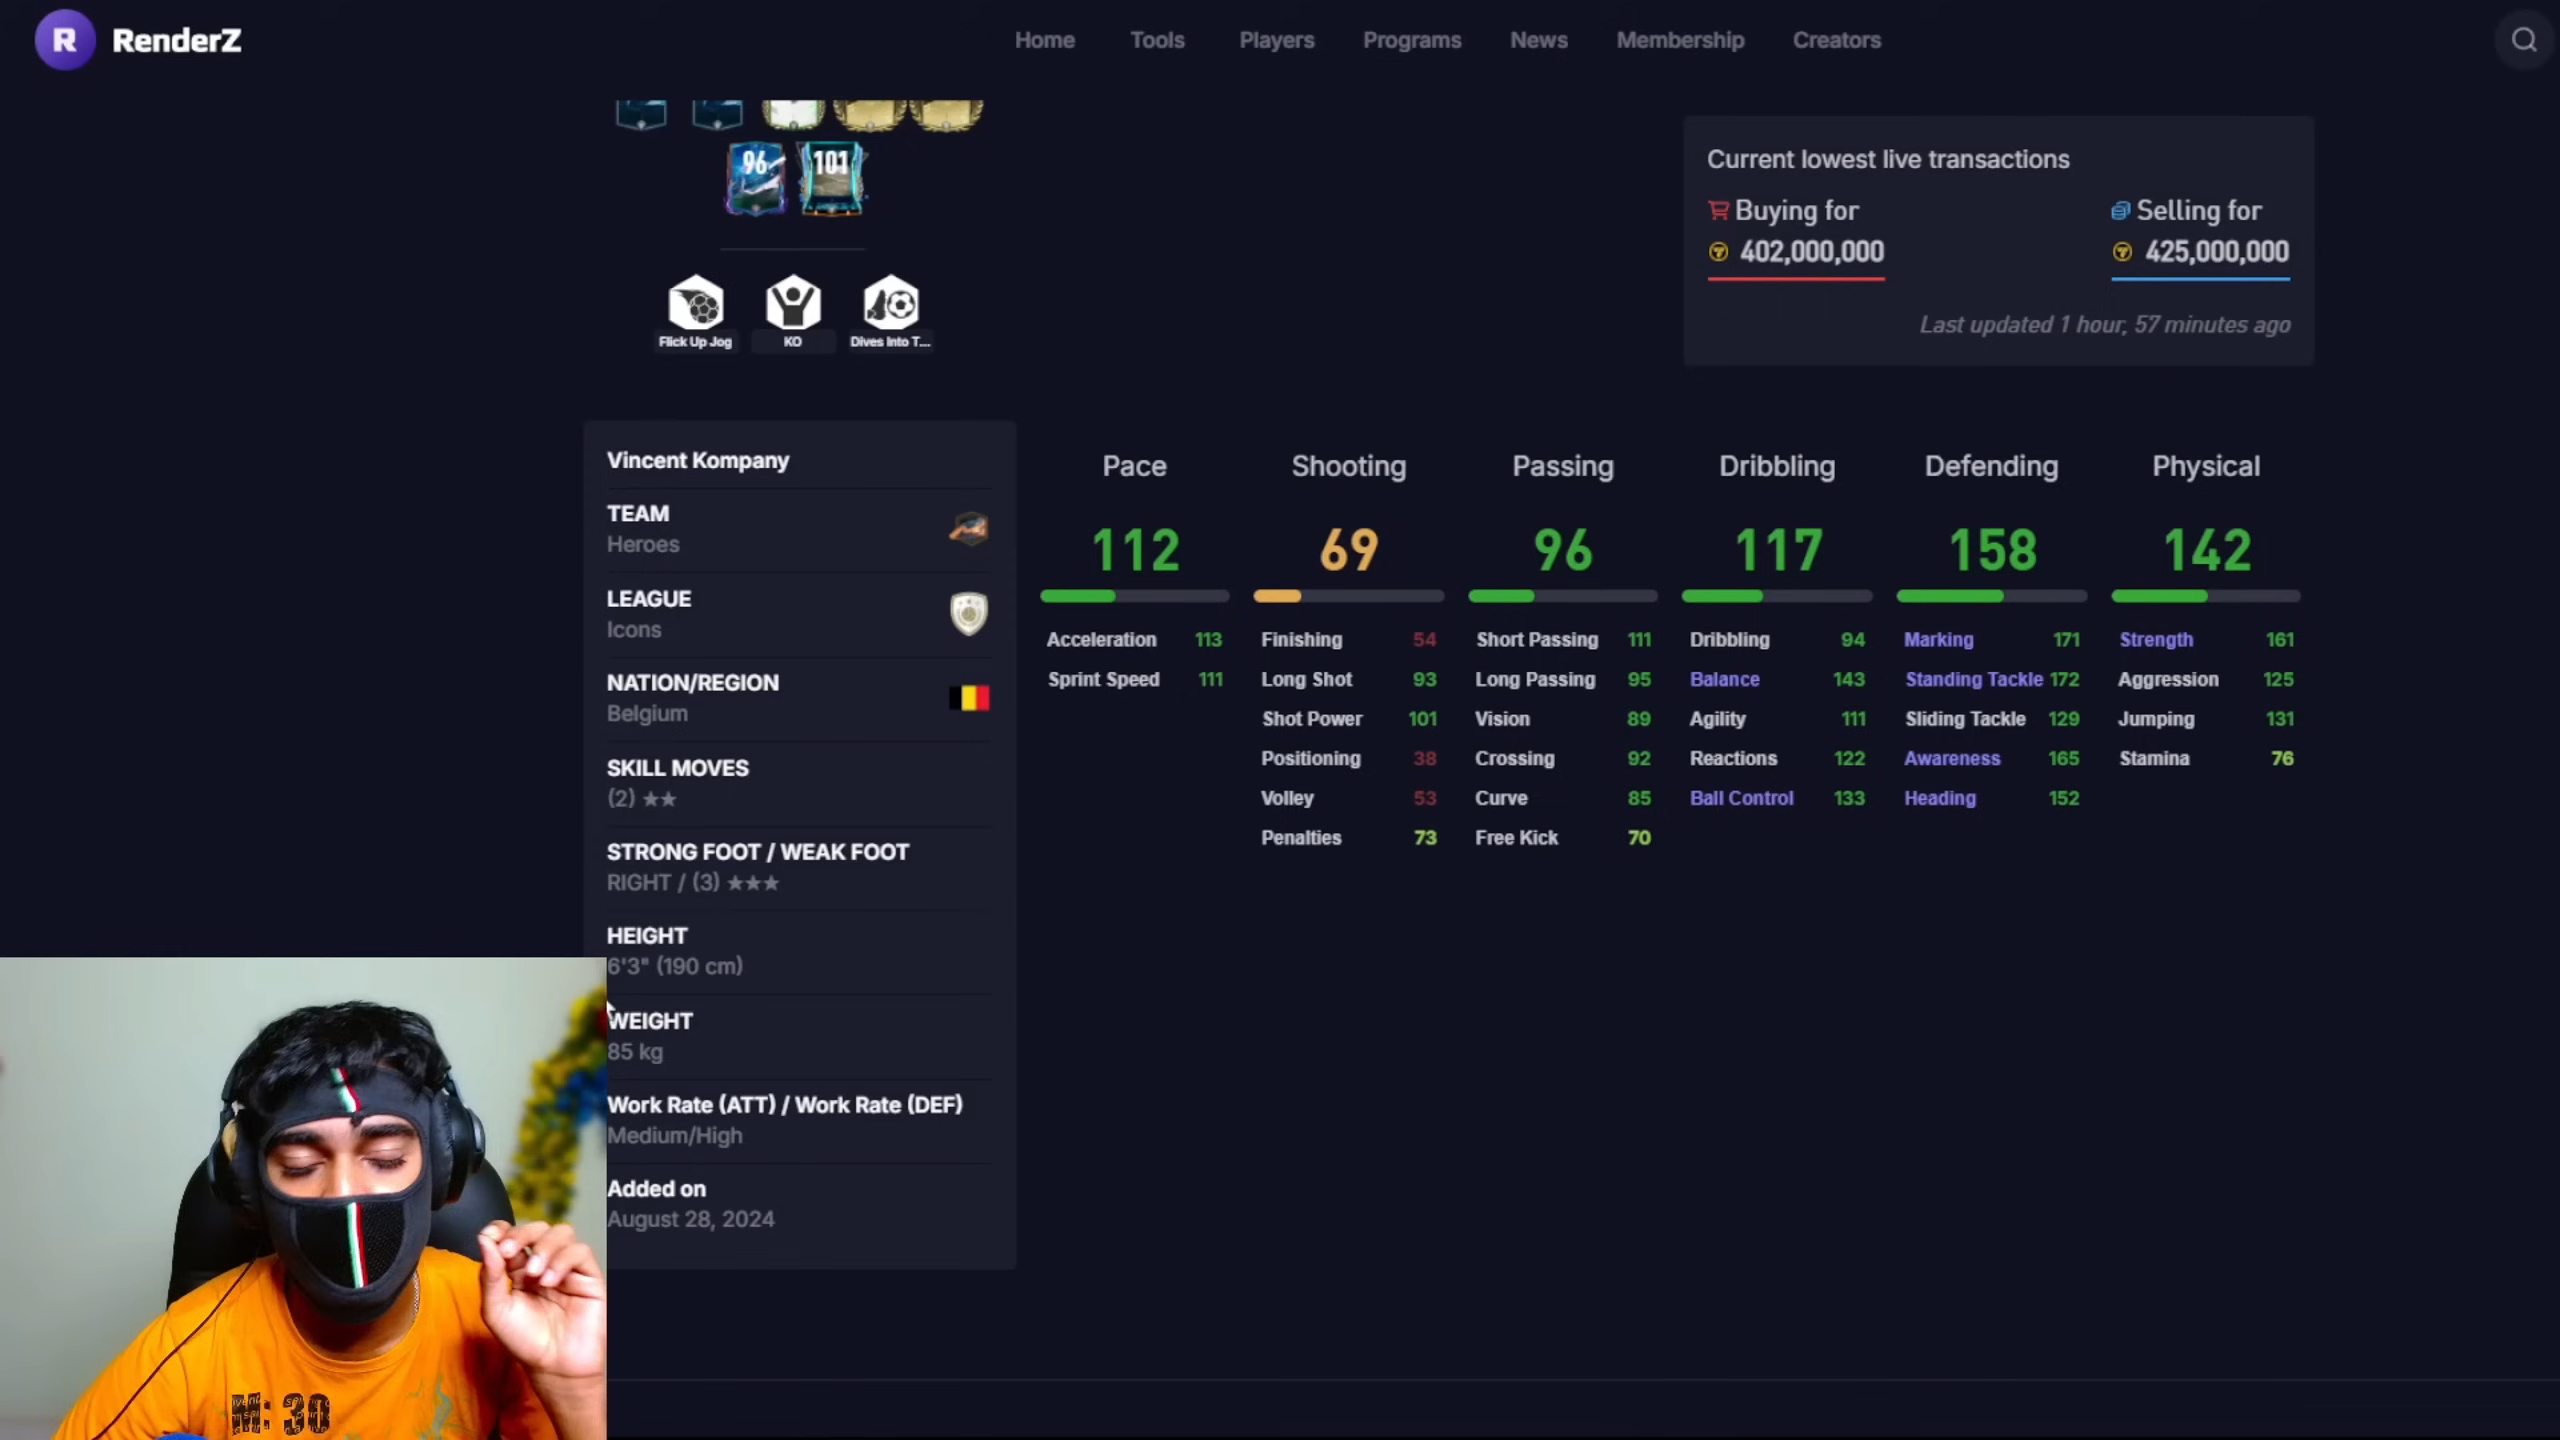 R RenderZ
Home Tools Players Programs News Membership Creators
96 101
Flick Up Jog KO Dives Into T...
Current lowest live transactions
Buying for Selling for
402,000,000 425,000,000
Last updated 1 hour, 57 minutes ago
Vincent Kompany
TEAM
Heroes
LEAGUE
Icons
NATION/REGION
Belgium
SKILL MOVES
(2) ★★
STRONG FOOT / WEAK FOOT
RIGHT / (3) ★★★
HEIGHT
6'3" (190 cm)
WEIGHT
85 kg
Work Rate (ATT) / Work Rate (DEF)
Medium/High
Added on
August 28, 2024
Pace
112
Acceleration 113
Sprint Speed 111
Shooting
69
Finishing 54
Long Shot 93
Shot Power 101
Positioning 38
Volley 53
Penalties 73
Passing
96
Short Passing 111
Long Passing 95
Vision 89
Crossing 92
Curve 85
Free Kick 70
Dribbling
117
Dribbling 94
Balance 143
Agility 111
Reactions 122
Ball Control 133
Defending
158
Marking 171
Standing Tackle 172
Sliding Tackle 129
Awareness 165
Heading 152
Physical
142
Strength 161
Aggression 125
Jumping 131
Stamina 76
M: 30